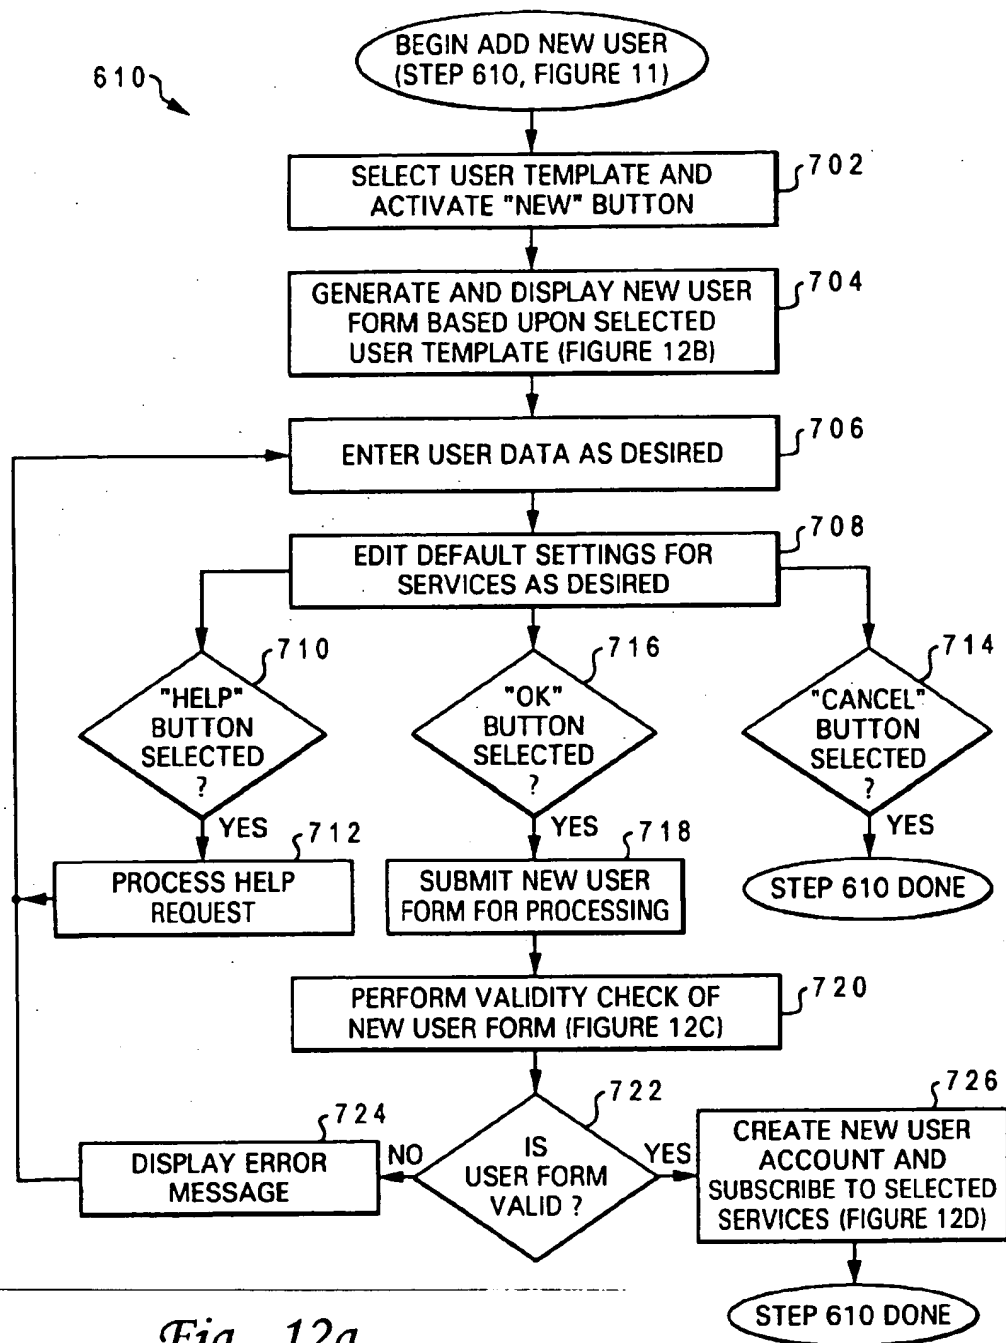 BEGIN ADD NEW USER
(STEP 610, FIGURE 11)
610
SELECT USER TEMPLATE AND
ACTIVATE "NEW" BUTTON
702
GENERATE AND DISPLAY NEW USER
FORM BASED UPON SELECTED
USER TEMPLATE (FIGURE 12B)
704
ENTER USER DATA AS DESIRED
706
EDIT DEFAULT SETTINGS FOR
SERVICES AS DESIRED
708
"HELP"
BUTTON
SELECTED
?
710
YES
"OK"
BUTTON
SELECTED
?
716
YES
"CANCEL"
BUTTON
SELECTED
?
714
YES
PROCESS HELP
REQUEST
712
SUBMIT NEW USER
FORM FOR PROCESSING
718
STEP 610 DONE
PERFORM VALIDITY CHECK OF
NEW USER FORM (FIGURE 12C)
720
DISPLAY ERROR
MESSAGE
724
NO
IS
USER FORM
VALID ?
722
YES
CREATE NEW USER
ACCOUNT AND
SUBSCRIBE TO SELECTED
SERVICES (FIGURE 12D)
726
STEP 610 DONE
Fig. 12a